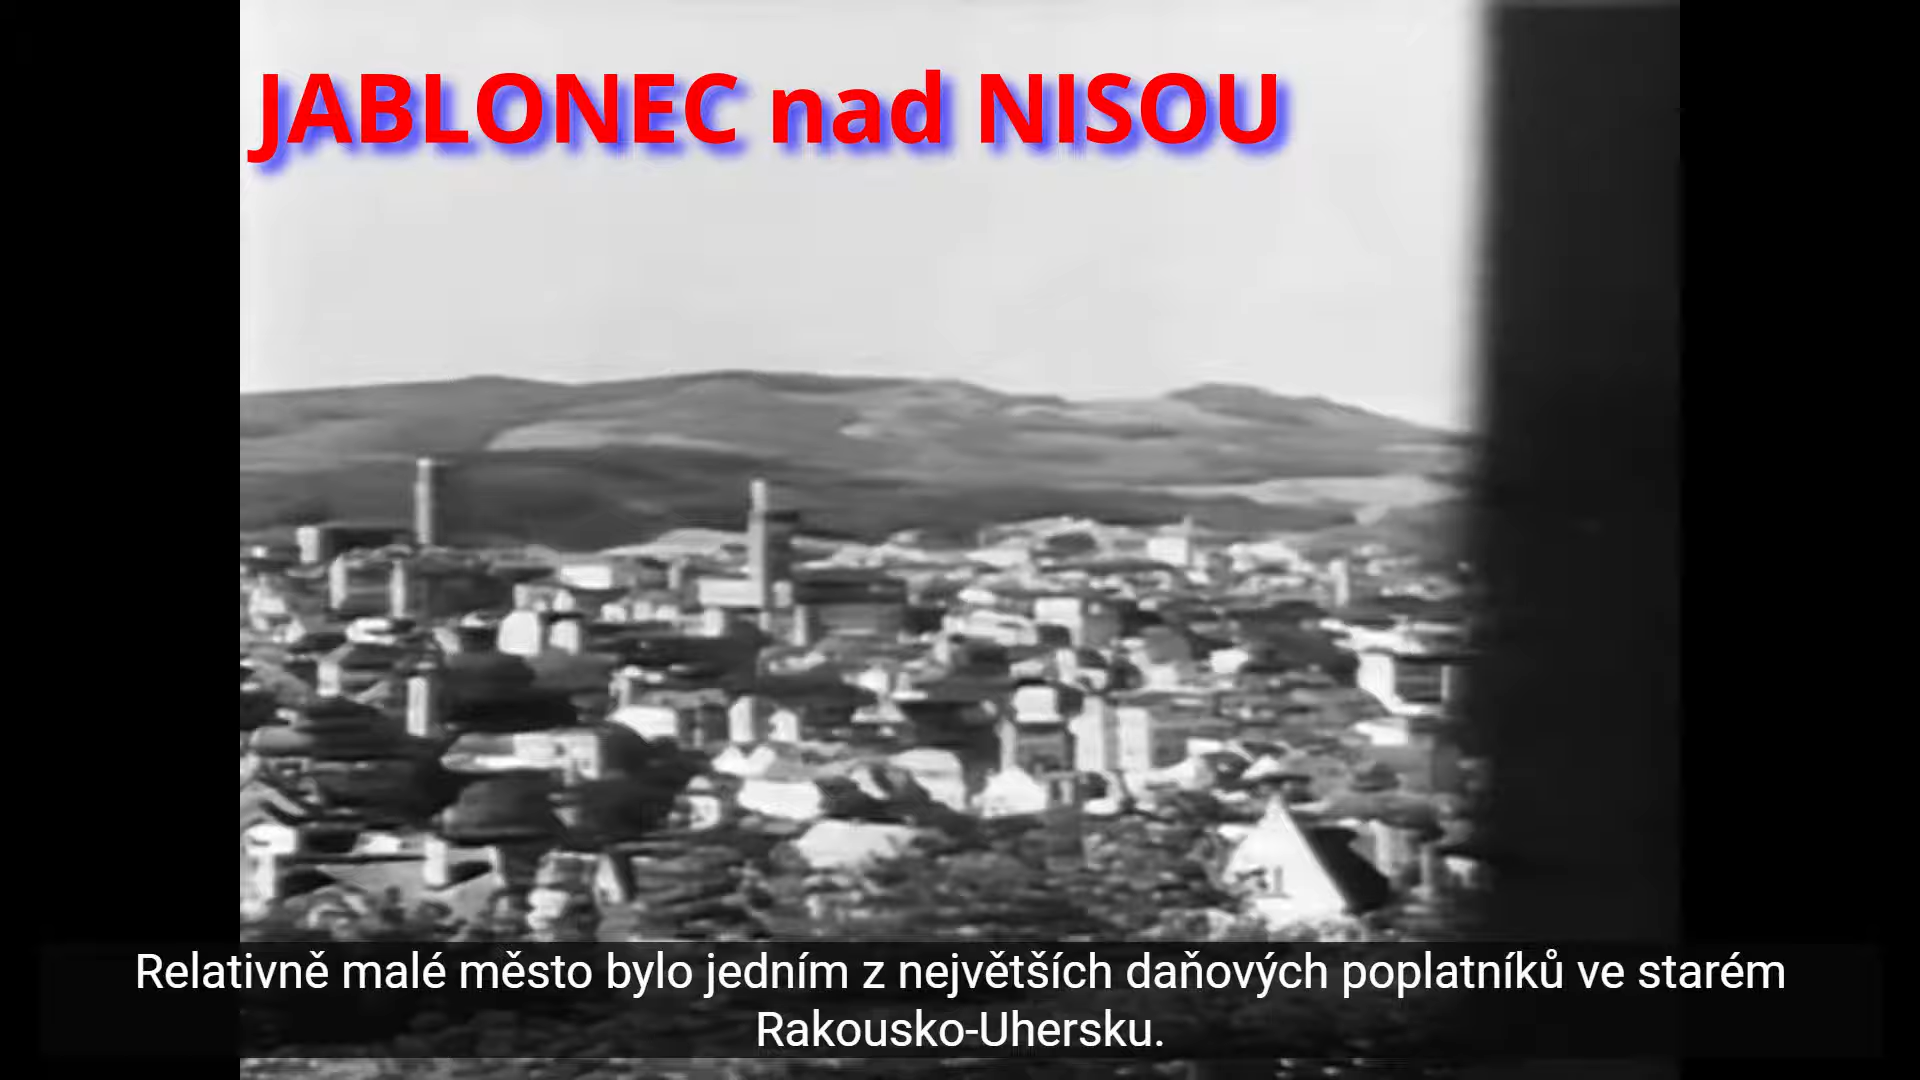 JABLONEC nad NISOU
Relativně malé město bylo jedním z největších daňových poplatníků ve starém
Rakousko-Uhersku.